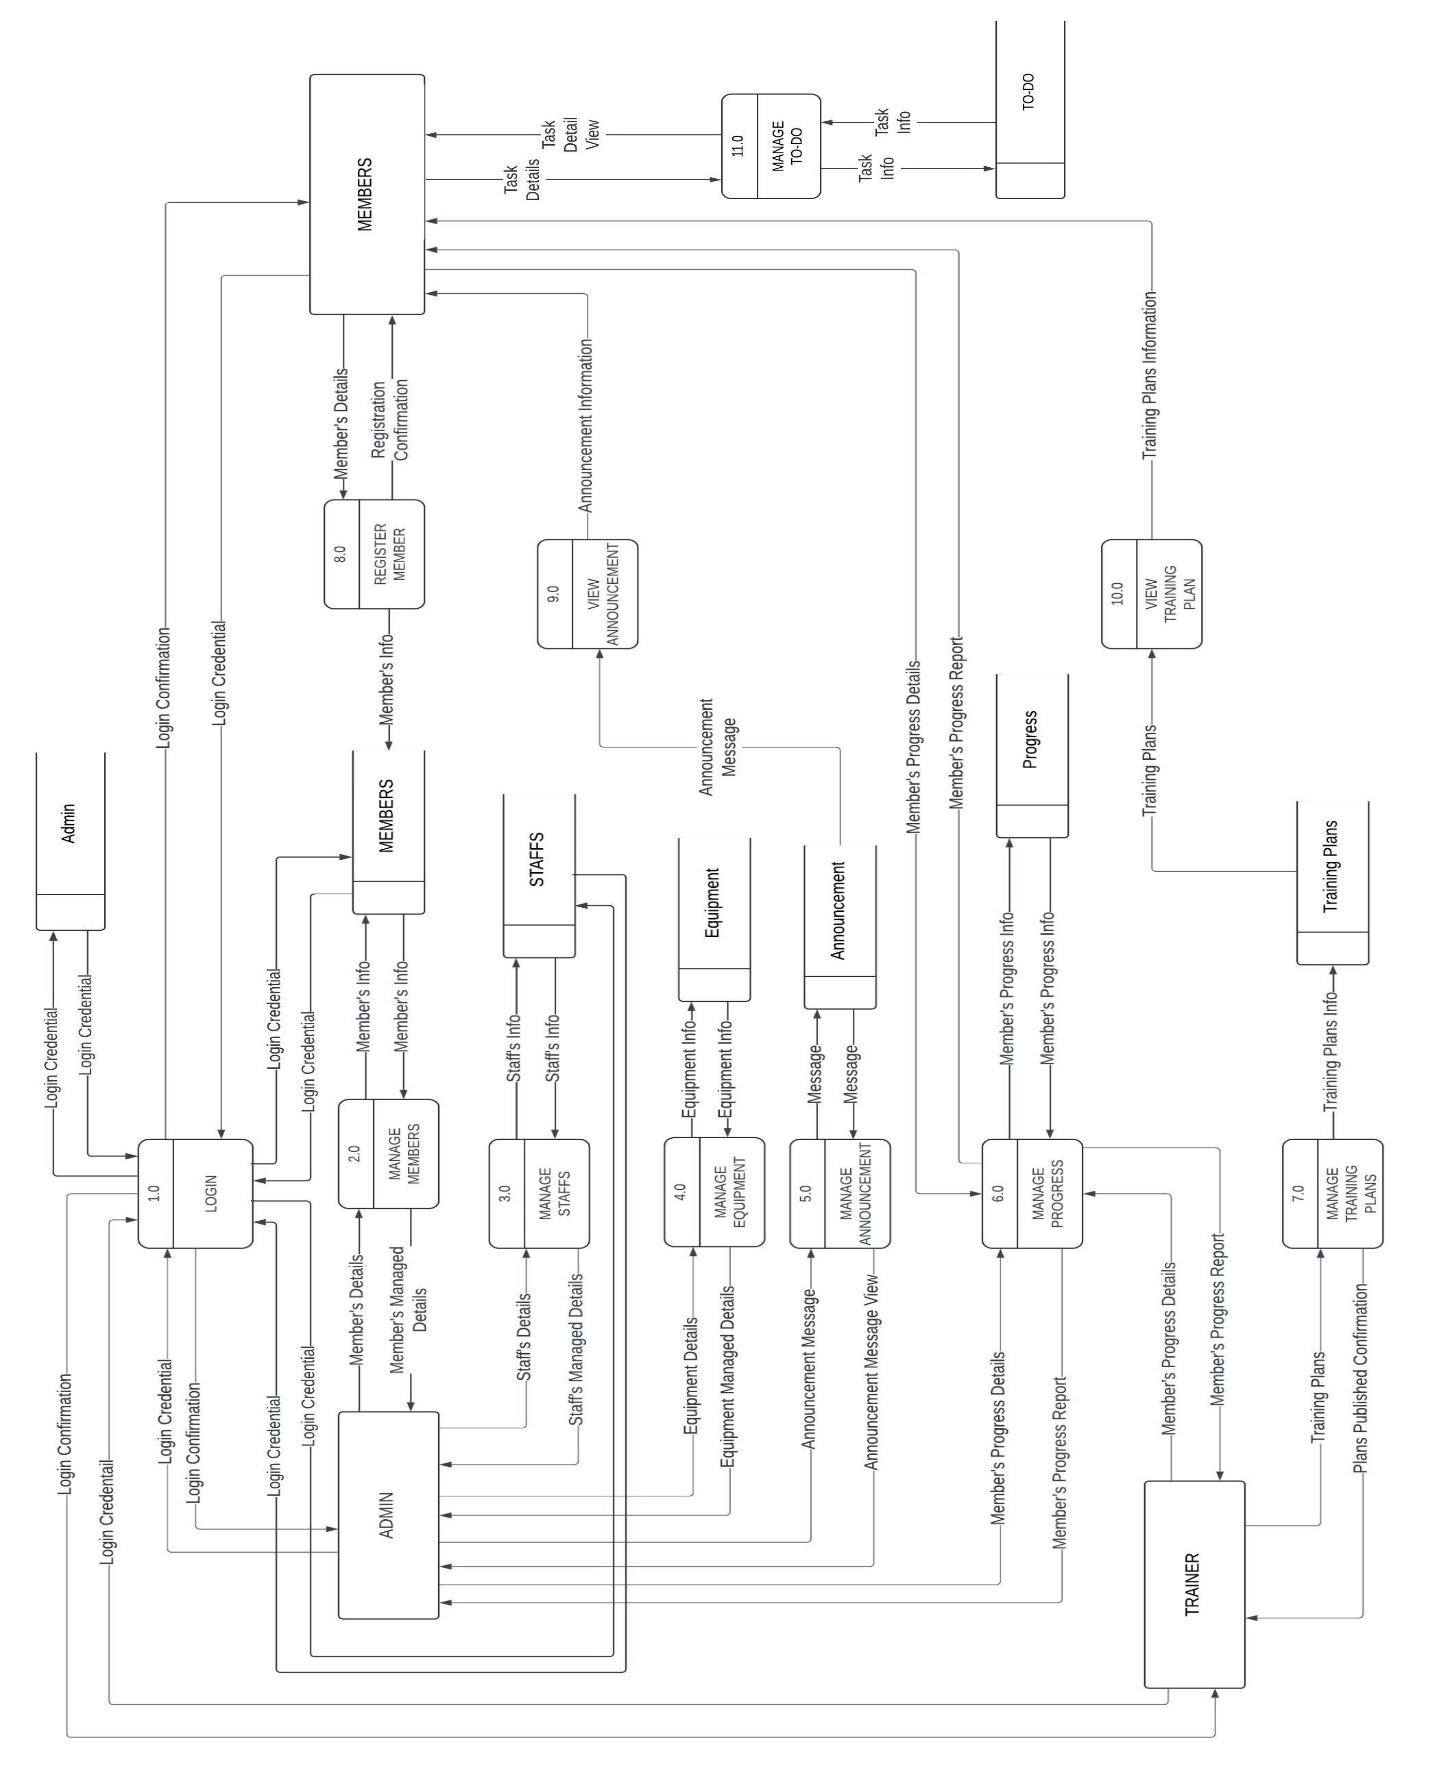 Login Confirmation
Login Credential
Admin
Login Credential
Login Credentail
Login Credential
Login Confirmation
1.0
LOGIN
Login Confirmation
Login Credential
Login Credential
Login Credential
Login Credential
Login Credential
Member's Details
Member's Managed
Details
2.0
MANAGE
MEMBERS
Member's Info
Member's Info
MEMBERS
Member's Info
8.0
REGISTER
MEMBER
Member's Details
Registration
Confirmation
MEMBERS
ADMIN
Staff's Details
Staff's Managed Details
3.0
MANAGE
STAFFS
Staff's Info
Staff's Info
STAFFS
9.0
VIEW
ANNOUNCEMENT
Announcement Information
Task
Details
Task
Detail
View
Equipment Details
Equipment Managed Details
4.0
MANAGE
EQUIPMENT
Equipment Info
Equipment Info
Equipment
Announcement
Message
11.0
MANAGE
TO-DO
Announcement Message
Announcement Message View
5.0
MANAGE
ANNOUNCEMENT
Message
Message
Announcement
Task
Info
Task
Info
Member's Progress Details
Member's Progress Report
Member's Progress Details
Member's Progress Report
6.0
MANAGE
PROGRESS
Member's Progress Info
Member's Progress Info
Progress
TO-DO
TRAINER
Member's Progress Details
Member's Progress Report
Training Plans
10.0
VIEW
TRAINING
PLAN
Training Plans Information
Training Plans
Plans Published Confirmation
7.0
MANAGE
TRAINING
PLANS
Training Plans Info
Training Plans